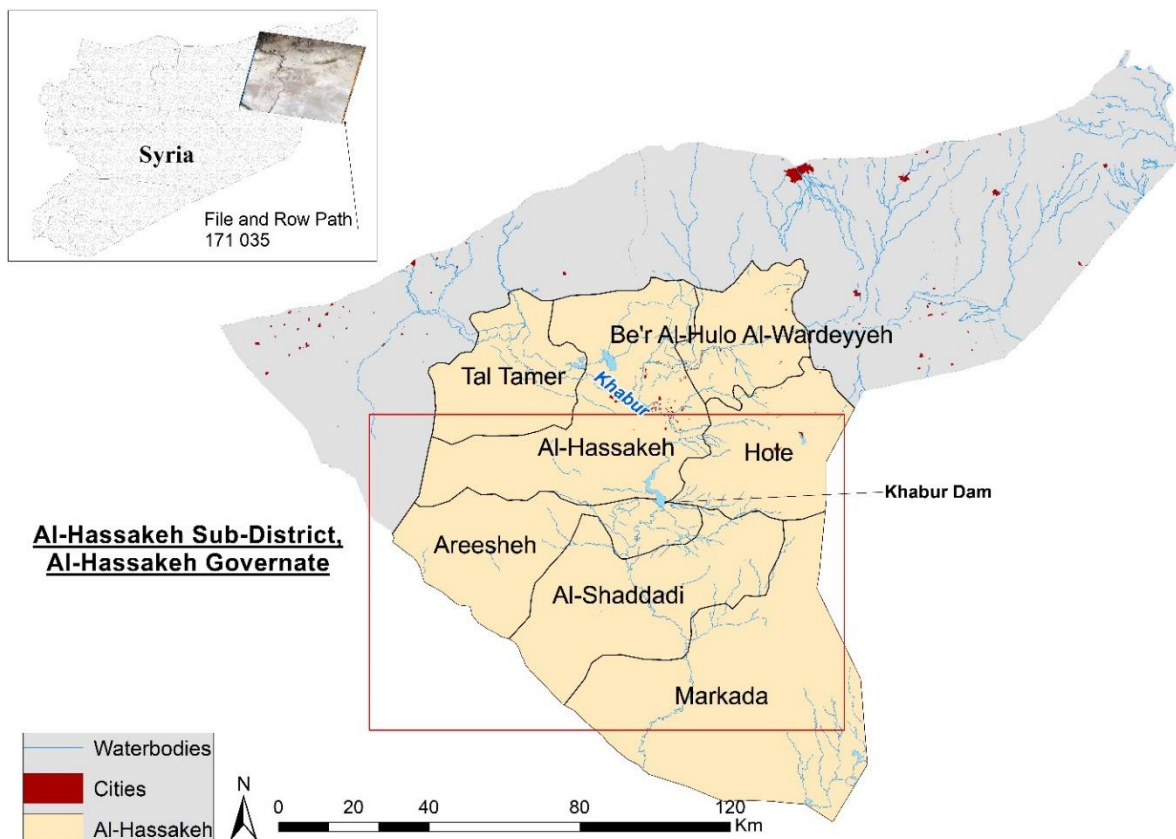 Syria
File and Row Path
171 035
Be'r Al-Hulo Al-Wardeyyeh
Tal Tamer
Khabur
Al-Hassakeh
Hole
Khabur Dam
Al-Hassakeh Sub-District,
Al-Hassakeh Governate
Areesheh
Al-Shaddadi
Markada
Waterbodies
Cities
Al-Hassakeh
N
0 20 40 80 120
Km